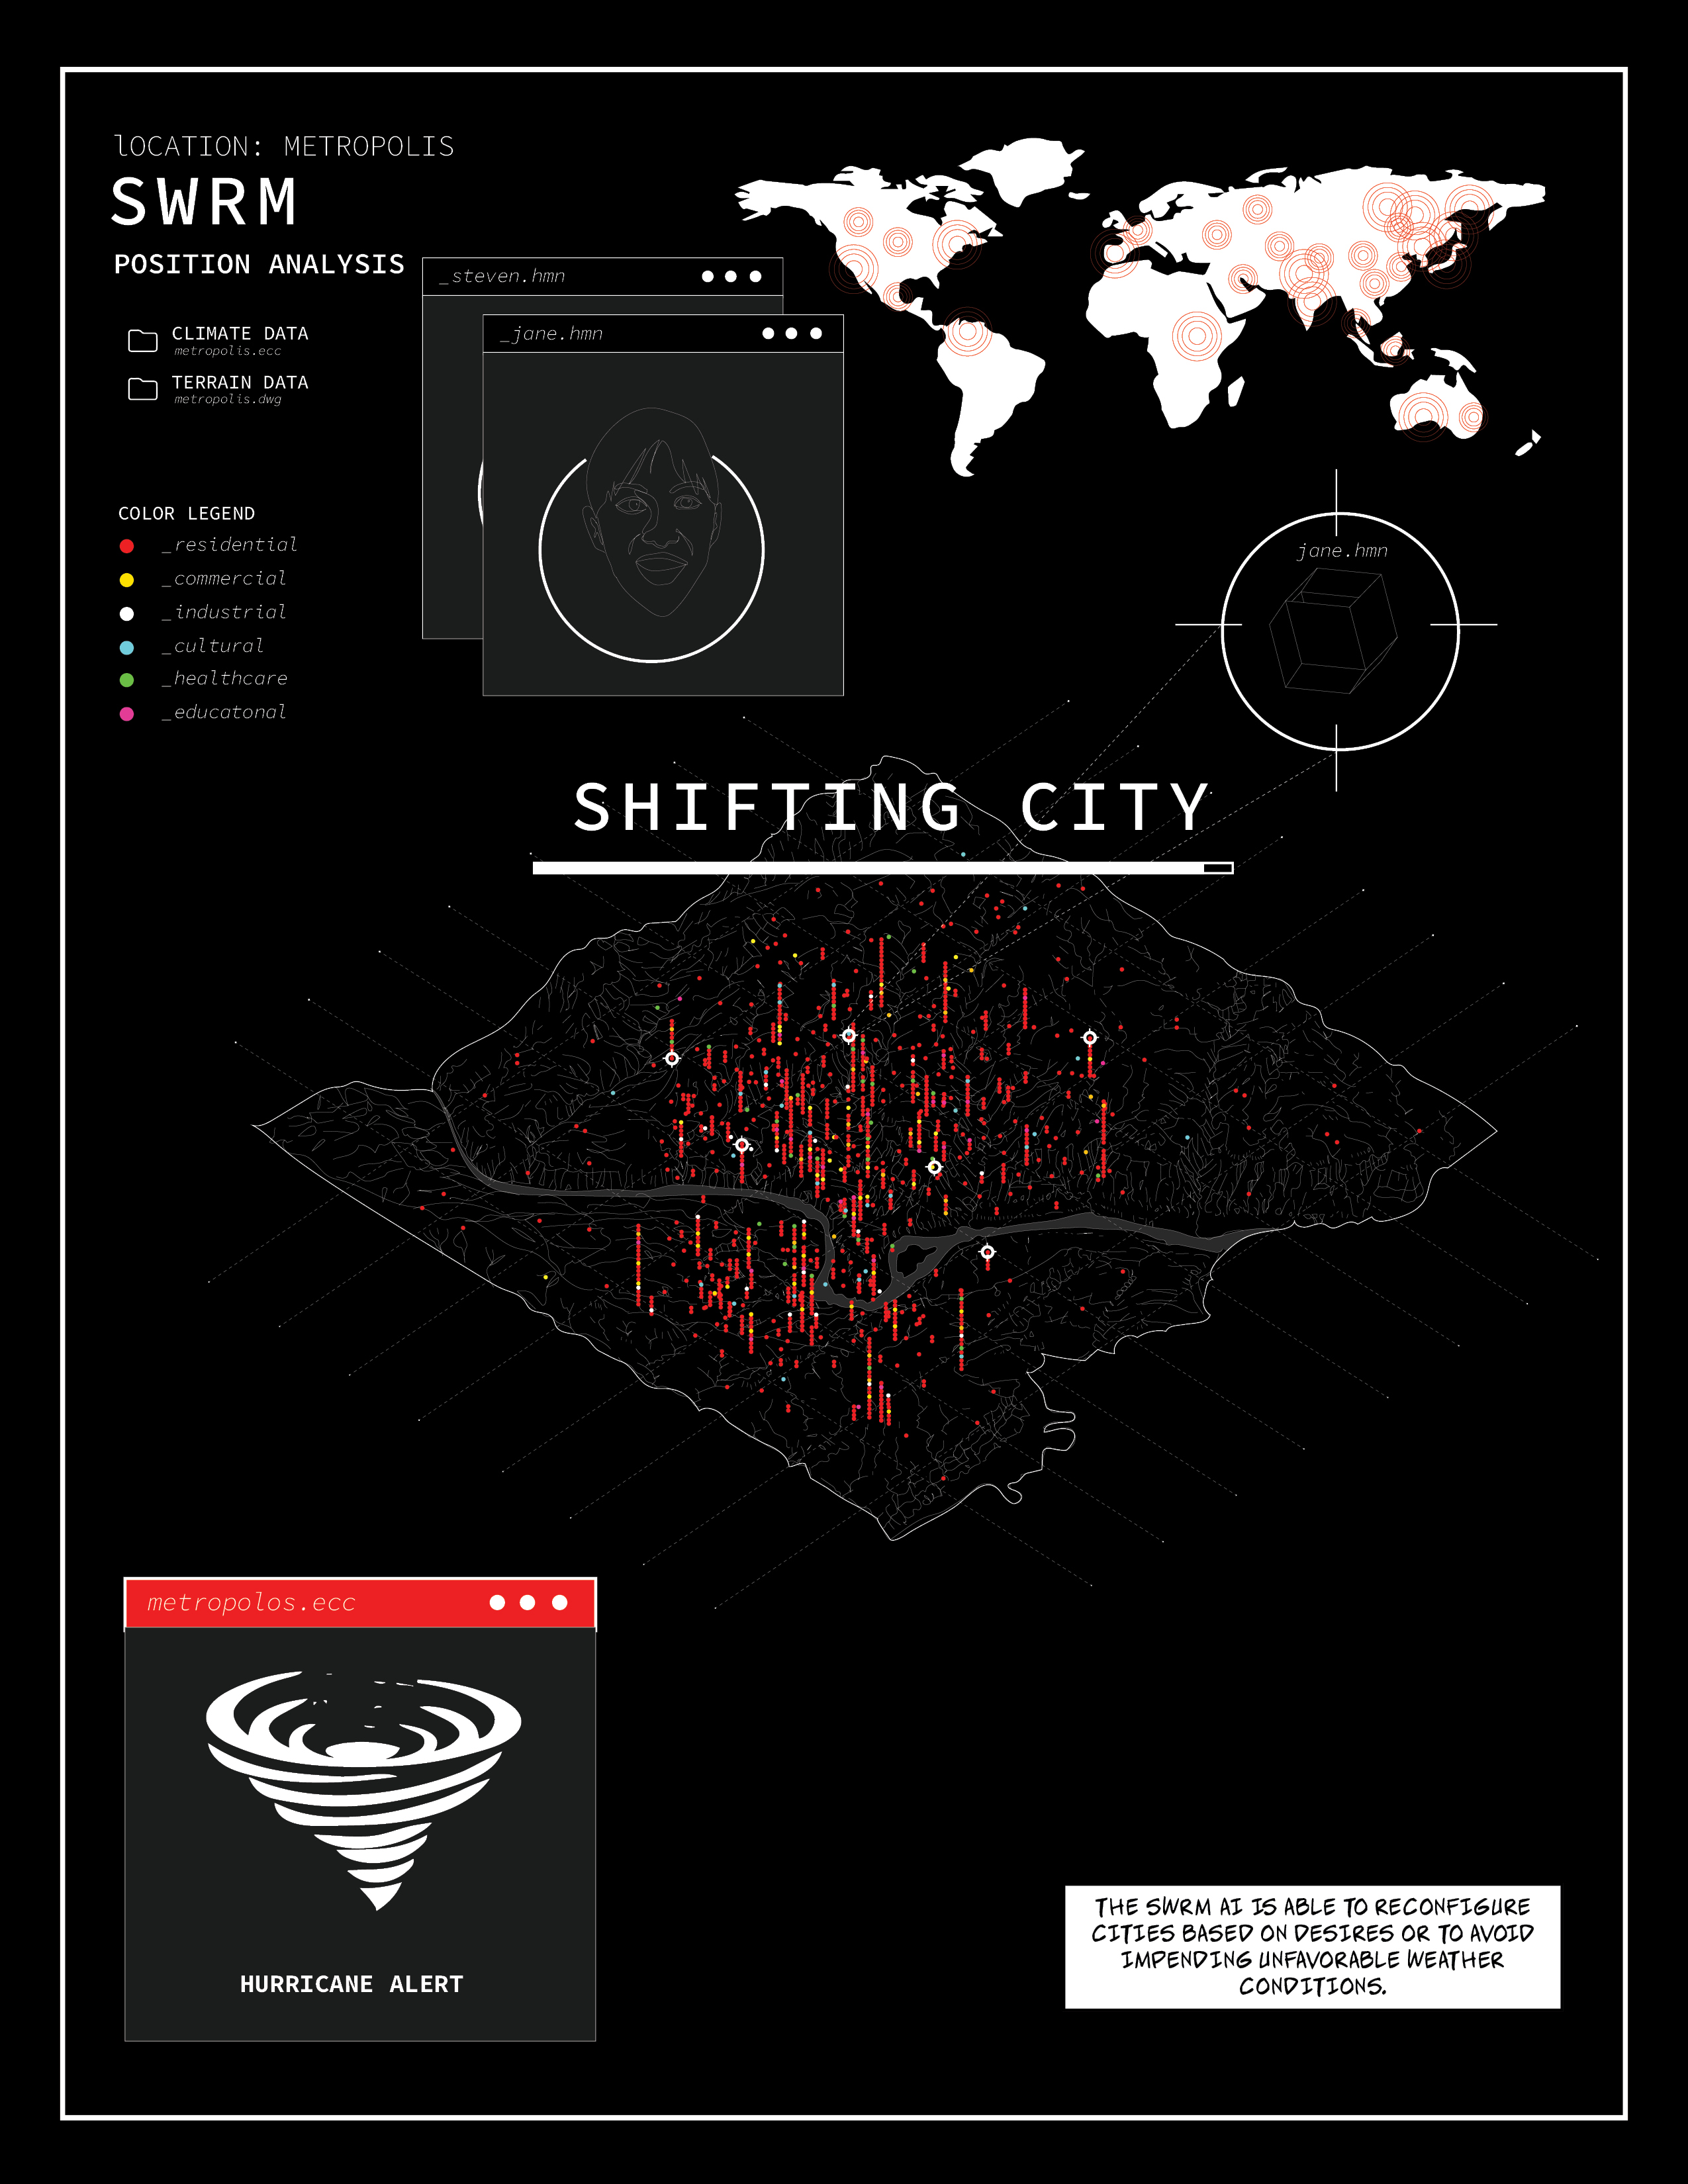 lOCATION: METROPOLIS
SWRM
POSITION ANALYSIS
CLIMATE DATA
metropolis.ecc
TERRAIN DATA
metropolis.dwg
_steven.hmn
_jane.hmn
COLOR LEGEND
_residential
_commercial
_industrial
_cultural
_healthcare
_educatonal
jane.hmn
SHIFTING CITY
metropolos.ecc
HURRICANE ALERT
THE SWRM AI IS ABLE TO RECONFIGURE
CITIES BASED ON DESIRES OR TO AVOID
IMPENDING UNFAVORABLE WEATHER
CONDITIONS.